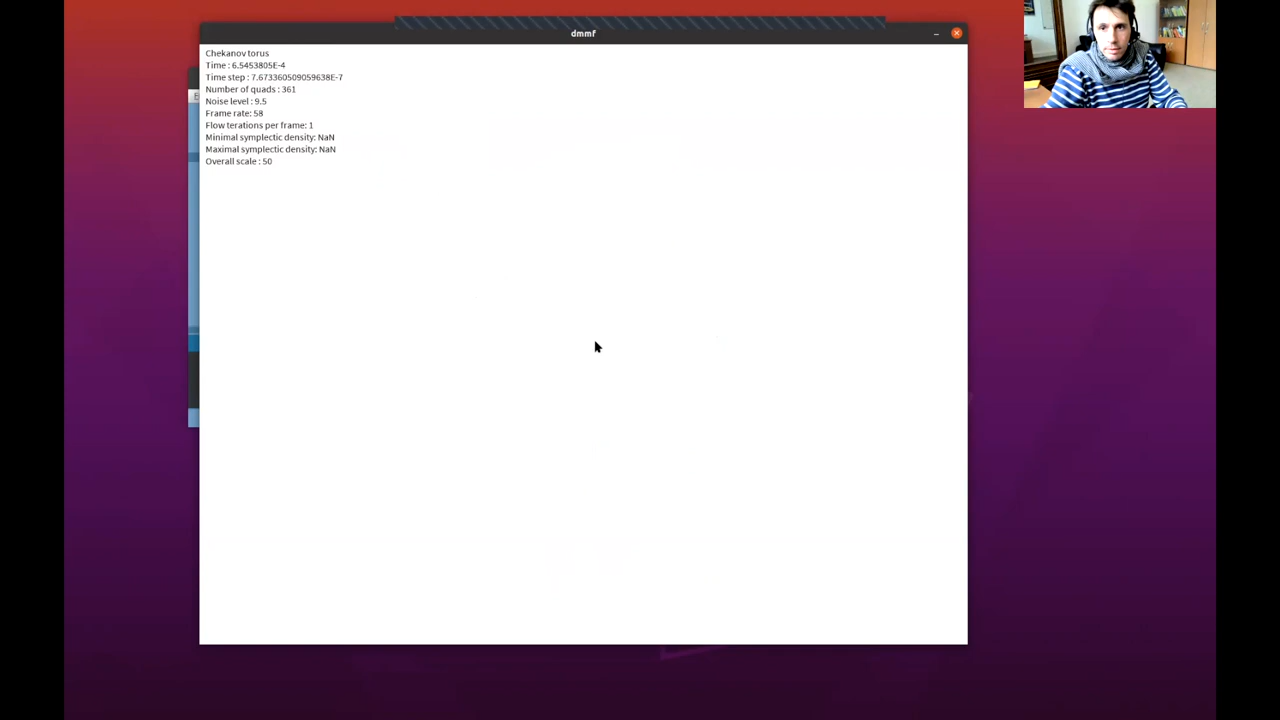 dmmf
Chekanov torus
Time : 6.5453805E-4
Time step : 7.673360509059638E-7
Number of quads : 361
Noise level : 9.5
Frame rate: 58
Flow terations per frame: 1
Minimal symplectic density: NaN
Maximal symplectic density: NaN
Overall scale : 50